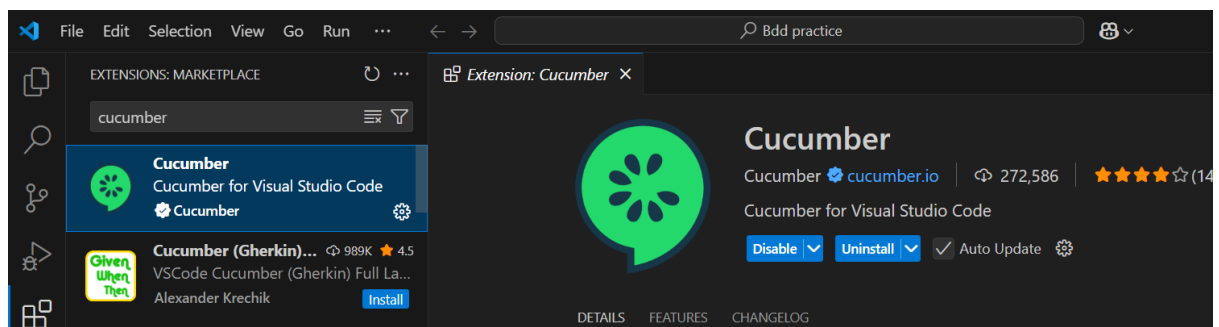 File Edit Selection View Go Run ···
Bdd practice
EXTENSIONS: MARKETPLACE
cucumber
Cucumber
Cucumber for Visual Studio Code
Cucumber
Given
When
Then
Cucumber (Gherkin)... 989K 4.5
VSCode Cucumber (Gherkin) Full La...
Alexander Krechik Install
Extension: Cucumber
Cucumber
Cucumber cucumber.io 272,586 (14
Cucumber for Visual Studio Code
Disable Uninstall Auto Update
DETAILS FEATURES CHANGELOG